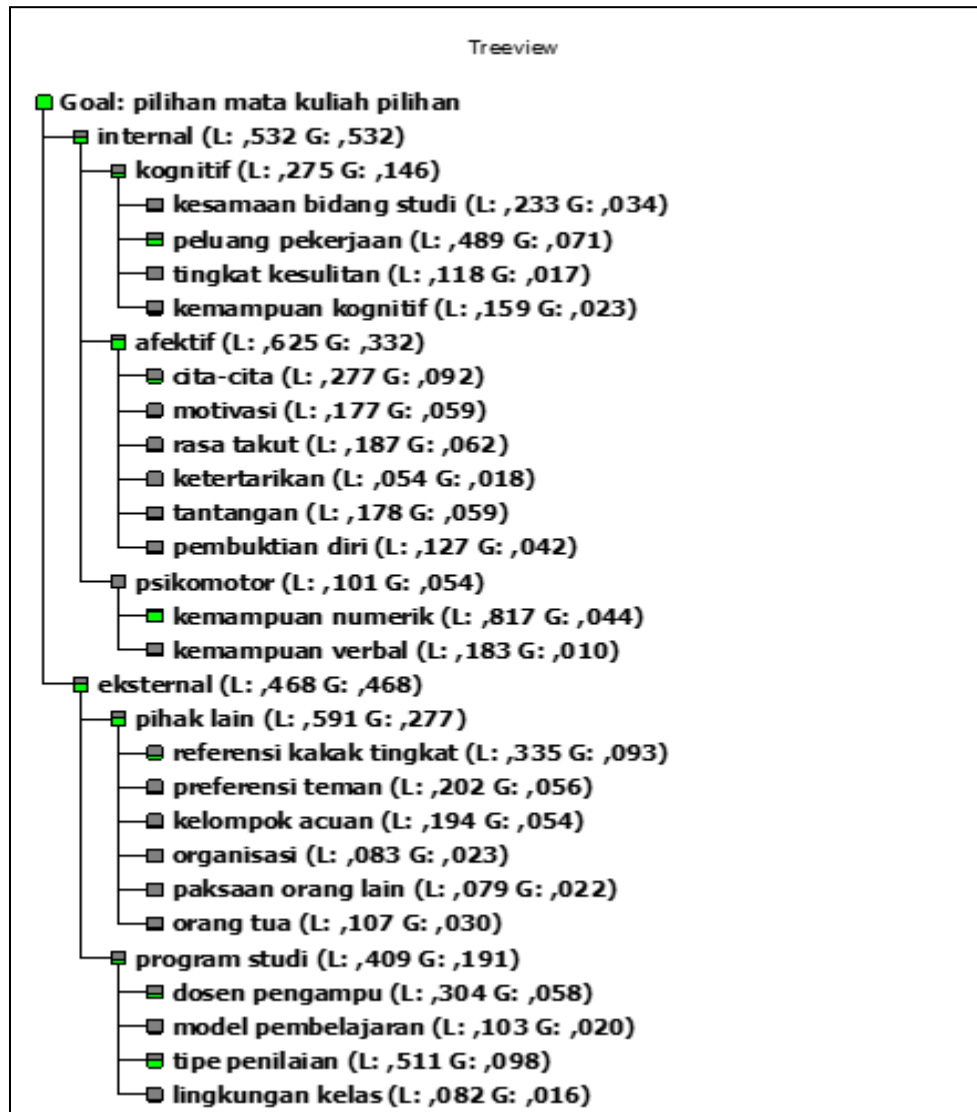 Treeview
Goal: pilihan mata kuliah pilihan
internal (L: ,532 G: ,532)
kognitif (L: ,275 G: ,146)
kesamaan bidang studi (L: ,233 G: ,034)
peluang pekerjaan (L: ,489 G: ,071)
tingkat kesulitan (L: ,118 G: ,017)
kemampuan kognitif (L: ,159 G: ,023)
afektif (L: ,625 G: ,332)
cita-cita (L: ,277 G: ,092)
motivasi (L: ,177 G: ,059)
rasa takut (L: ,187 G: ,062)
ketertarikan (L: ,054 G: ,018)
tantangan (L: ,178 G: ,059)
pembuktian diri (L: ,127 G: ,042)
psikomotor (L: ,101 G: ,054)
kemampuan numerik (L: ,817 G: ,044)
kemampuan verbal (L: ,183 G: ,010)
eksternal (L: ,468 G: ,468)
pihak lain (L: ,591 G: ,277)
referensi kakak tingkat (L: ,335 G: ,093)
preferensi teman (L: ,202 G: ,056)
kelompok acuan (L: ,194 G: ,054)
organisasi (L: ,083 G: ,023)
paksaan orang lain (L: ,079 G: ,022)
orang tua (L: ,107 G: ,030)
program studi (L: ,409 G: ,191)
dosen pengampu (L: ,304 G: ,058)
model pembelajaran (L: ,103 G: ,020)
tipe penilaian (L: ,511 G: ,098)
lingkungan kelas (L: ,082 G: ,016)